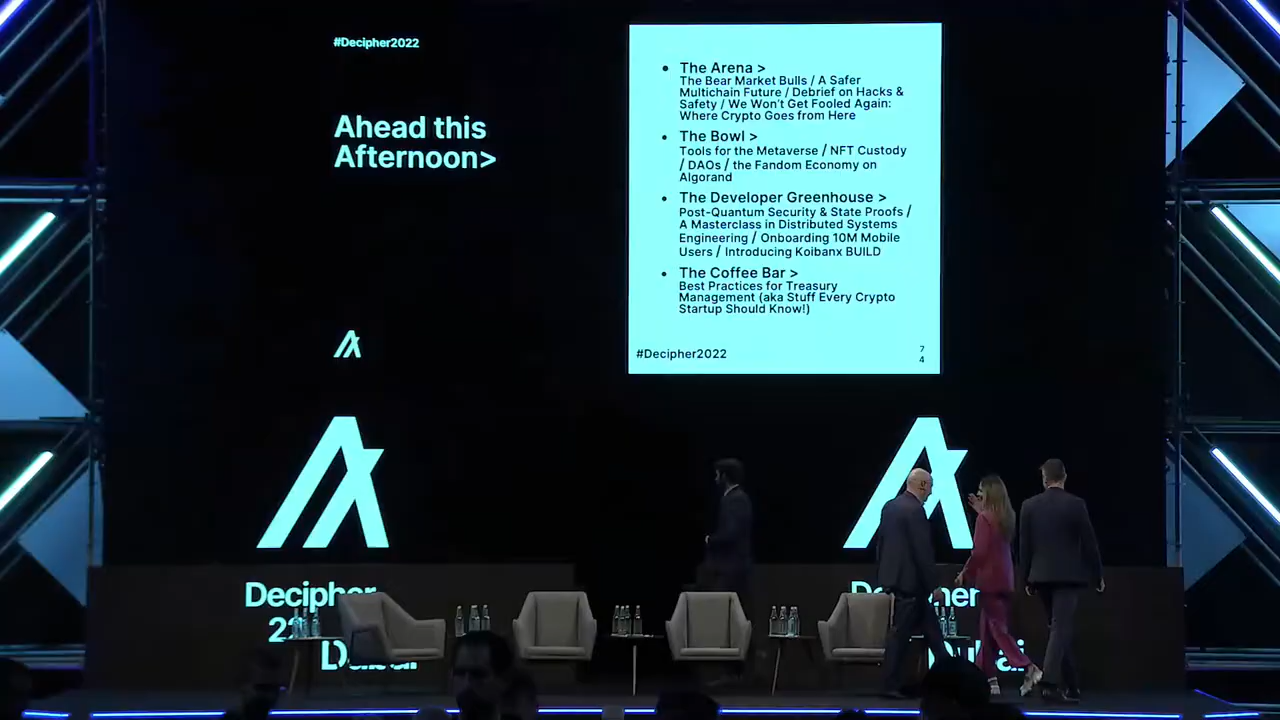 #Decipher2022
Ahead this
Afternoon>
The Arena >
The Bear Market Bulls / A Safer
Multichain Future / Debrief on Hacks &
Safety / We Won't Get Fooled Again:
Where Crypto Goes from Here
The Bowl >
Tools for the Metaverse / NFT Custody
/ DAOs / the Fandom Economy on
Algorand
The Developer Greenhouse >
Post-Quantum Security & State Proofs /
A Masterclass in Distributed Systems
Engineering / Onboarding 10M Mobile
Users / Introducing Koibanx BUILD
The Coffee Bar >
Best Practices for Treasury
Management (aka Stuff Every Crypto
Startup Should Know!)
#Decipher2022
7
4
Decipher
22
Dubai
Decipher
Dubai